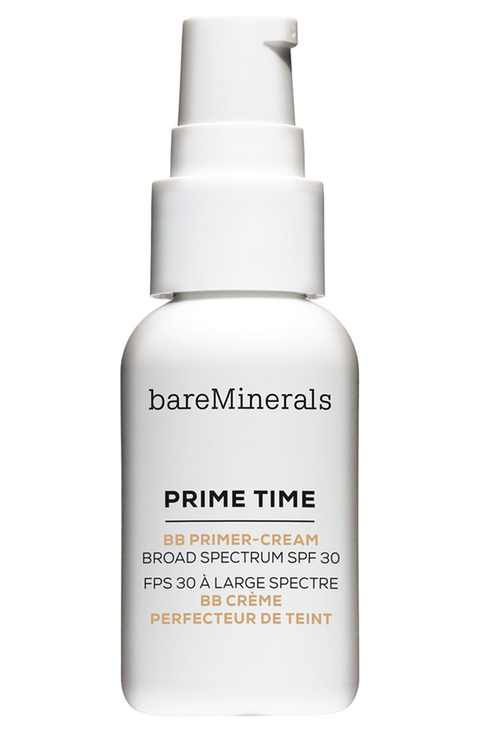 bareMinerals
PRIME TIME
BB PRIMER-CREAM
BROAD SPECTRUM SPF 30
FPS 30 À LARGE SPECTRE
BB CRÈME
PERFECTEUR DE TEINT